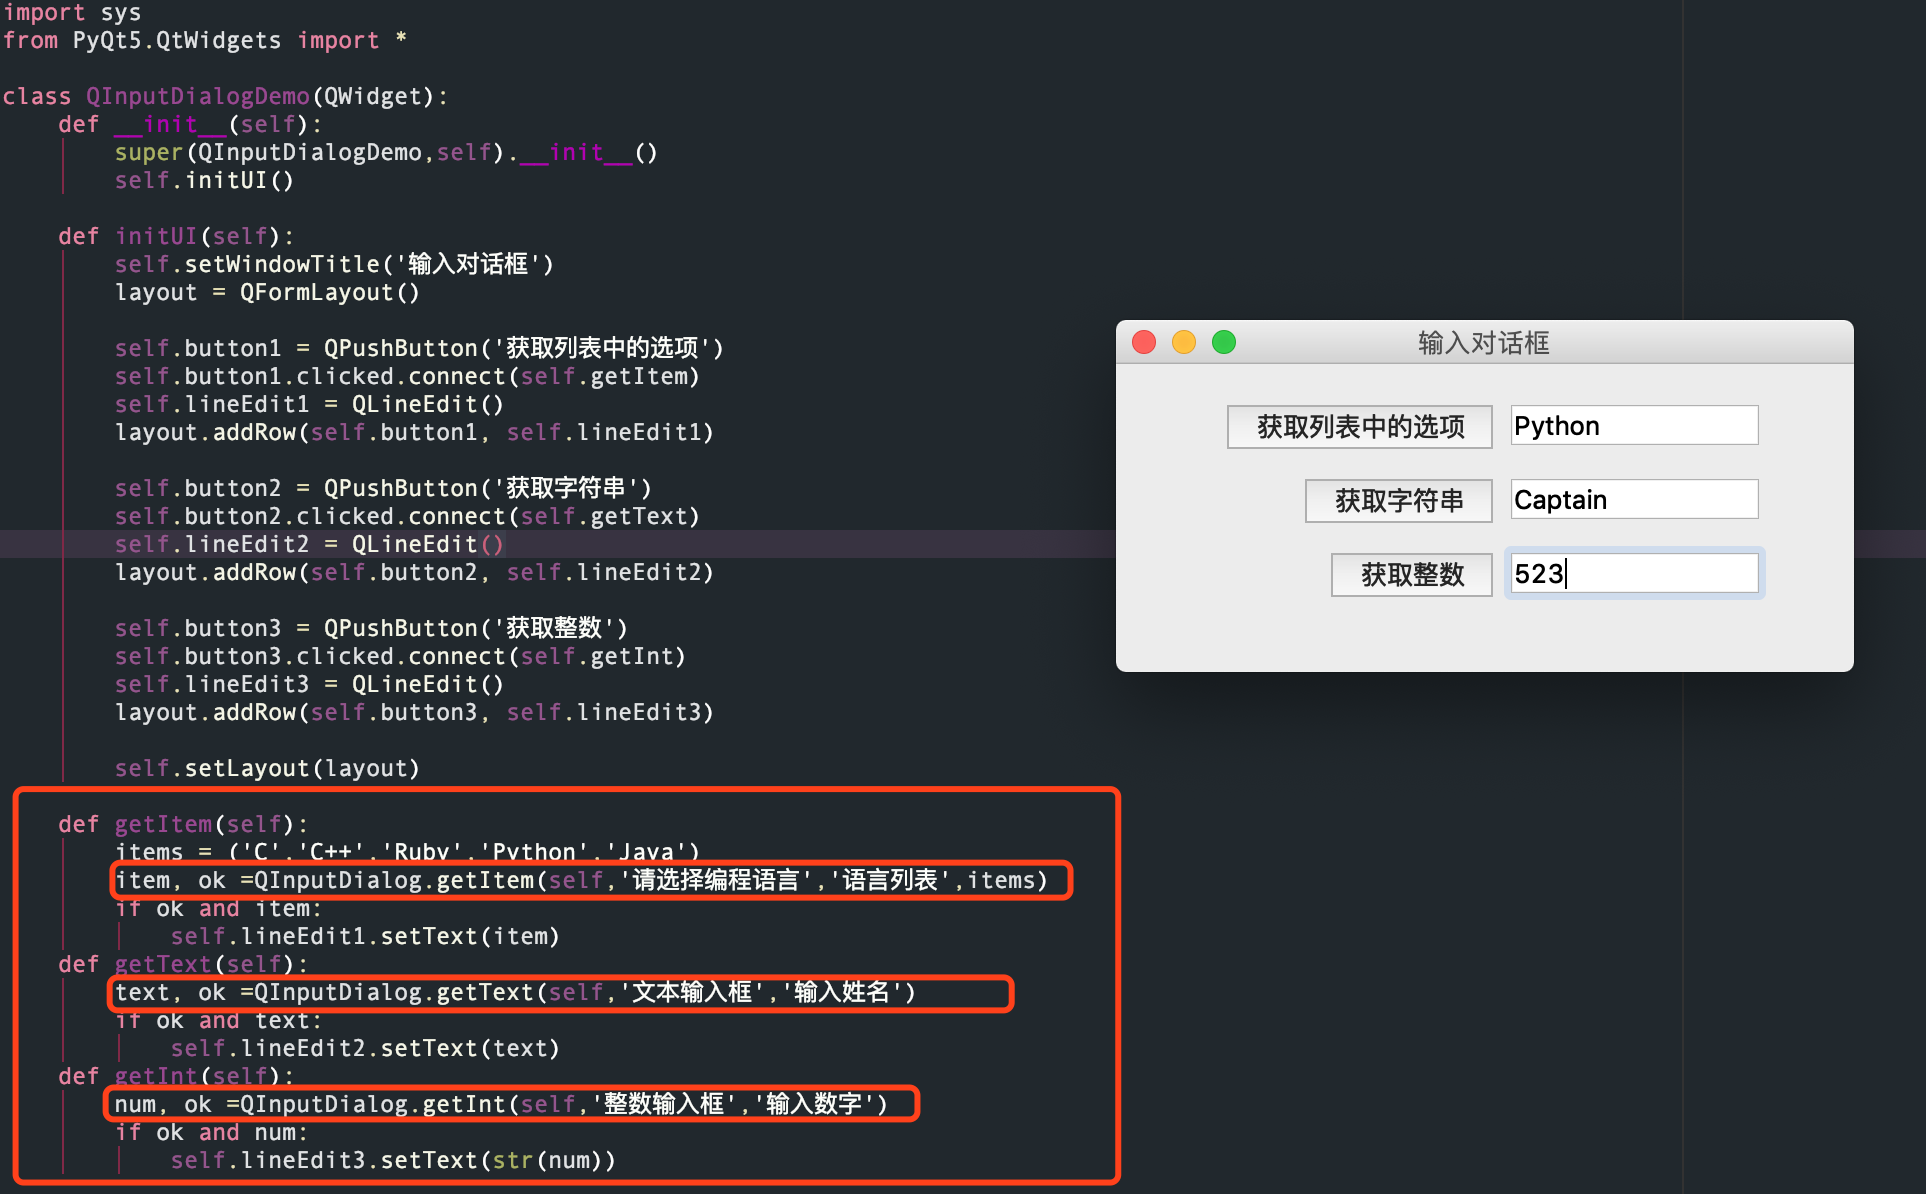 import sys
from PyQt5.QtWidgets import *
class QInputDialogDemo(QWidget):
    def __init__(self):
        super(QInputDialogDemo,self).__init__()
        self.initUI()
    def initUI(self):
        self.setWindowTitle('输入对话框')
        layout = QFormLayout()
        self.button1 = QPushButton('获取列表中的选项')
        self.button1.clicked.connect(self.getItem)
        self.lineEdit1 = QLineEdit()
        layout.addRow(self.button1, self.lineEdit1)
        self.button2 = QPushButton('获取字符串')
        self.button2.clicked.connect(self.getText)
        self.lineEdit2 = QLineEdit()
        layout.addRow(self.button2, self.lineEdit2)
        self.button3 = QPushButton('获取整数')
        self.button3.clicked.connect(self.getInt)
        self.lineEdit3 = QLineEdit()
        layout.addRow(self.button3, self.lineEdit3)
        self.setLayout(layout)
    def getItem(self):
        items = ('C','C++','Ruby','Python','Java')
        item, ok =QInputDialog.getItem(self,'请选择编程语言','语言列表',items)
        if ok and item:
            self.lineEdit1.setText(item)
    def getText(self):
        text, ok =QInputDialog.getText(self,'文本输入框','输入姓名')
        if ok and text:
            self.lineEdit2.setText(text)
    def getInt(self):
        num, ok =QInputDialog.getInt(self,'整数输入框','输入数字')
        if ok and num:
            self.lineEdit3.setText(str(num))
输入对话框
获取列表中的选项 Python
获取字符串 Captain
获取整数 523